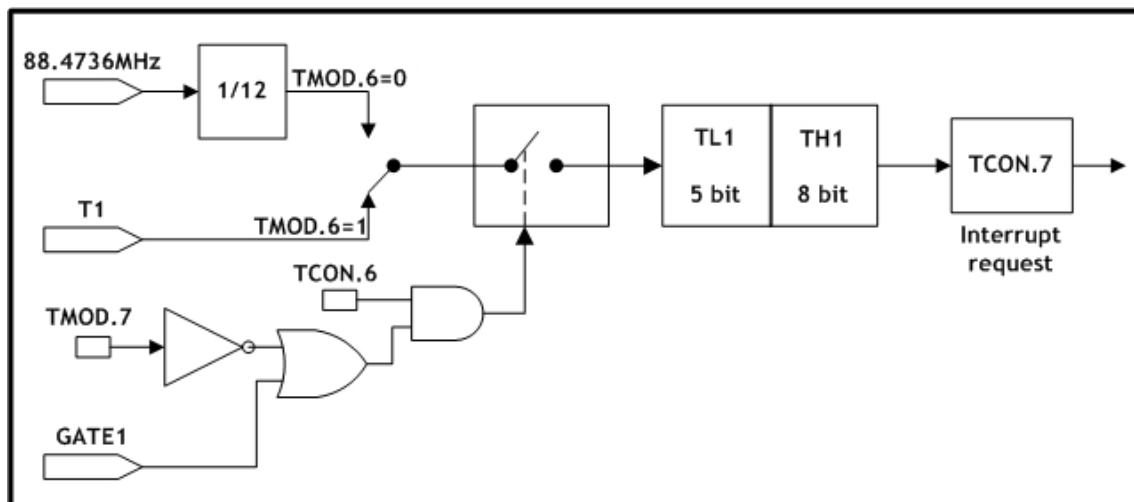 88.4736MHz
1/12
TMOD.6=0
TL1
TH1
5 bit
8 bit
TCON.7
Interrupt
request
T1
TMOD.6=1
TCON.6
TMOD.7
GATE1